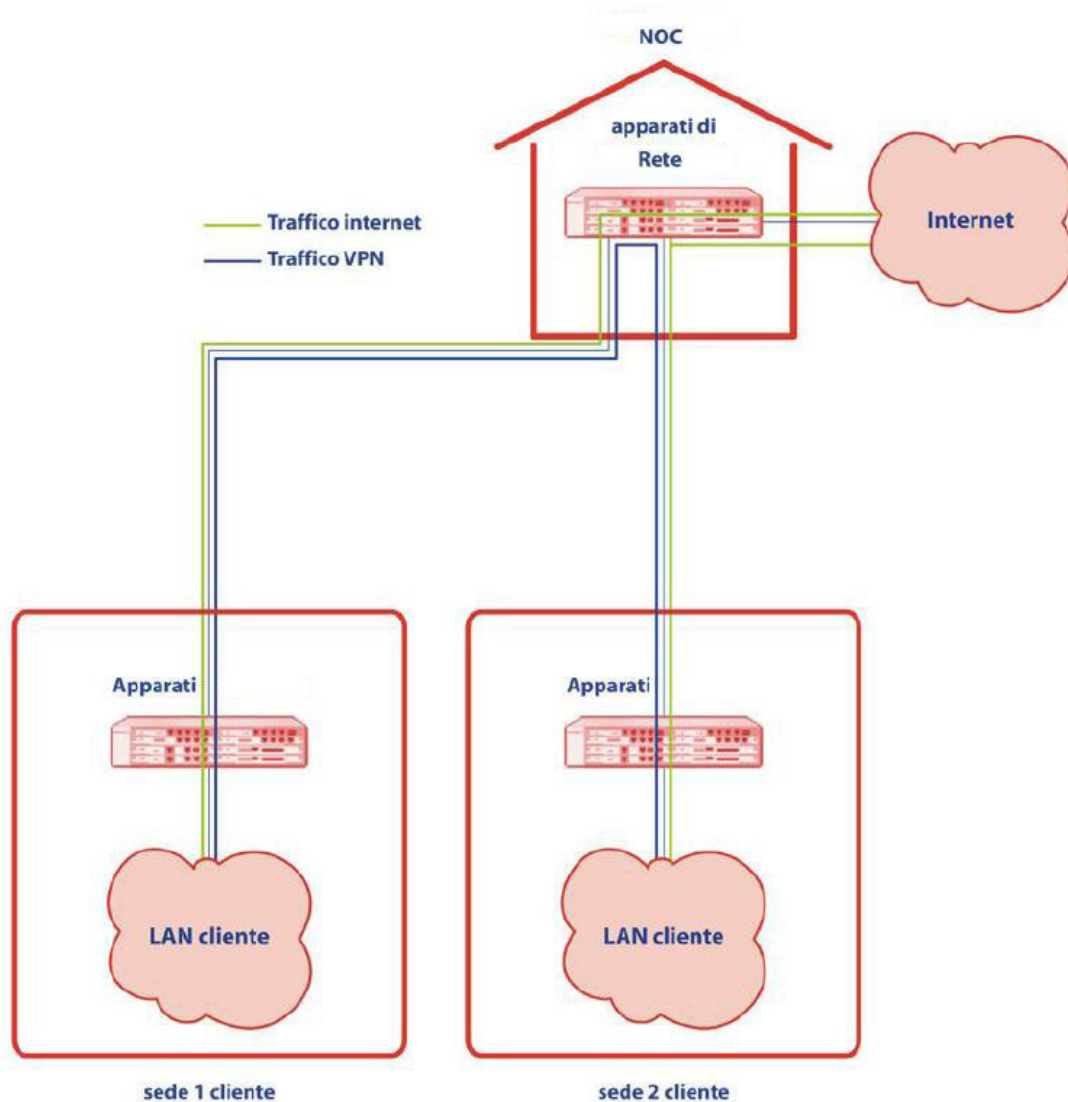 NOC
apparati di
Rete
Internet
Traffico internet
Traffico VPN
Apparati
Apparati
LAN cliente
LAN cliente
sede 1 cliente
sede 2 cliente